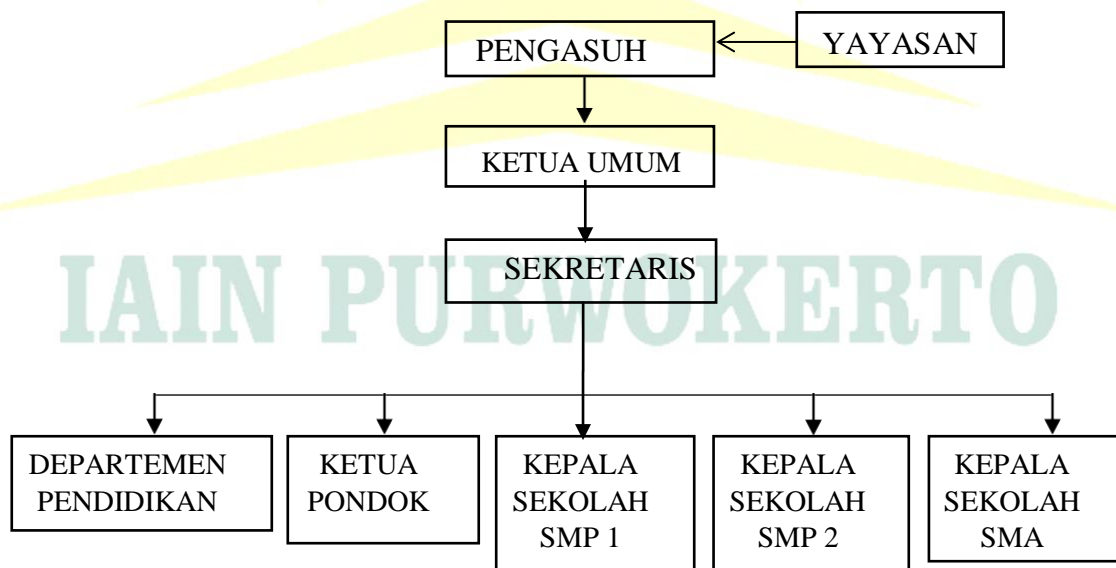 PENGASUH
YAYASAN
KETUA UMUM
SEKRETARIS
IAIN PURWOKERTO
DEPARTEMEN
PENDIDIKAN
KETUA
PONDOK
KEPALA
SEKOLAH
SMP 1
KEPALA
SEKOLAH
SMP 2
KEPALA
SEKOLAH
SMA